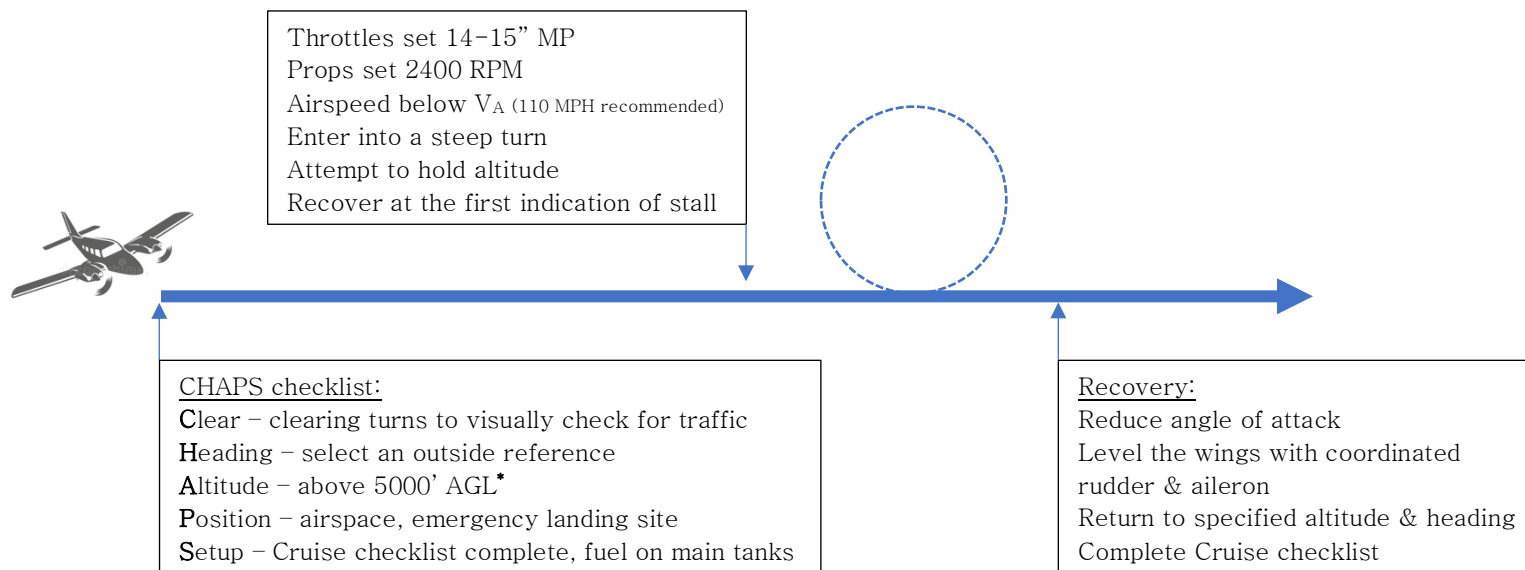 Throttles set 14-15” MP
Props set 2400 RPM
Airspeed below VA (110 MPH recommended)
Enter into a steep turn
Attempt to hold altitude
Recover at the first indication of stall
CHAPS checklist:
Clear – clearing turns to visually check for traffic
Heading – select an outside reference
Altitude – above 5000’ AGL*
Position – airspace, emergency landing site
Setup – Cruise checklist complete, fuel on main tanks
Recovery:
Reduce angle of attack
Level the wings with coordinated
rudder & aileron
Return to specified altitude & heading
Complete Cruise checklist